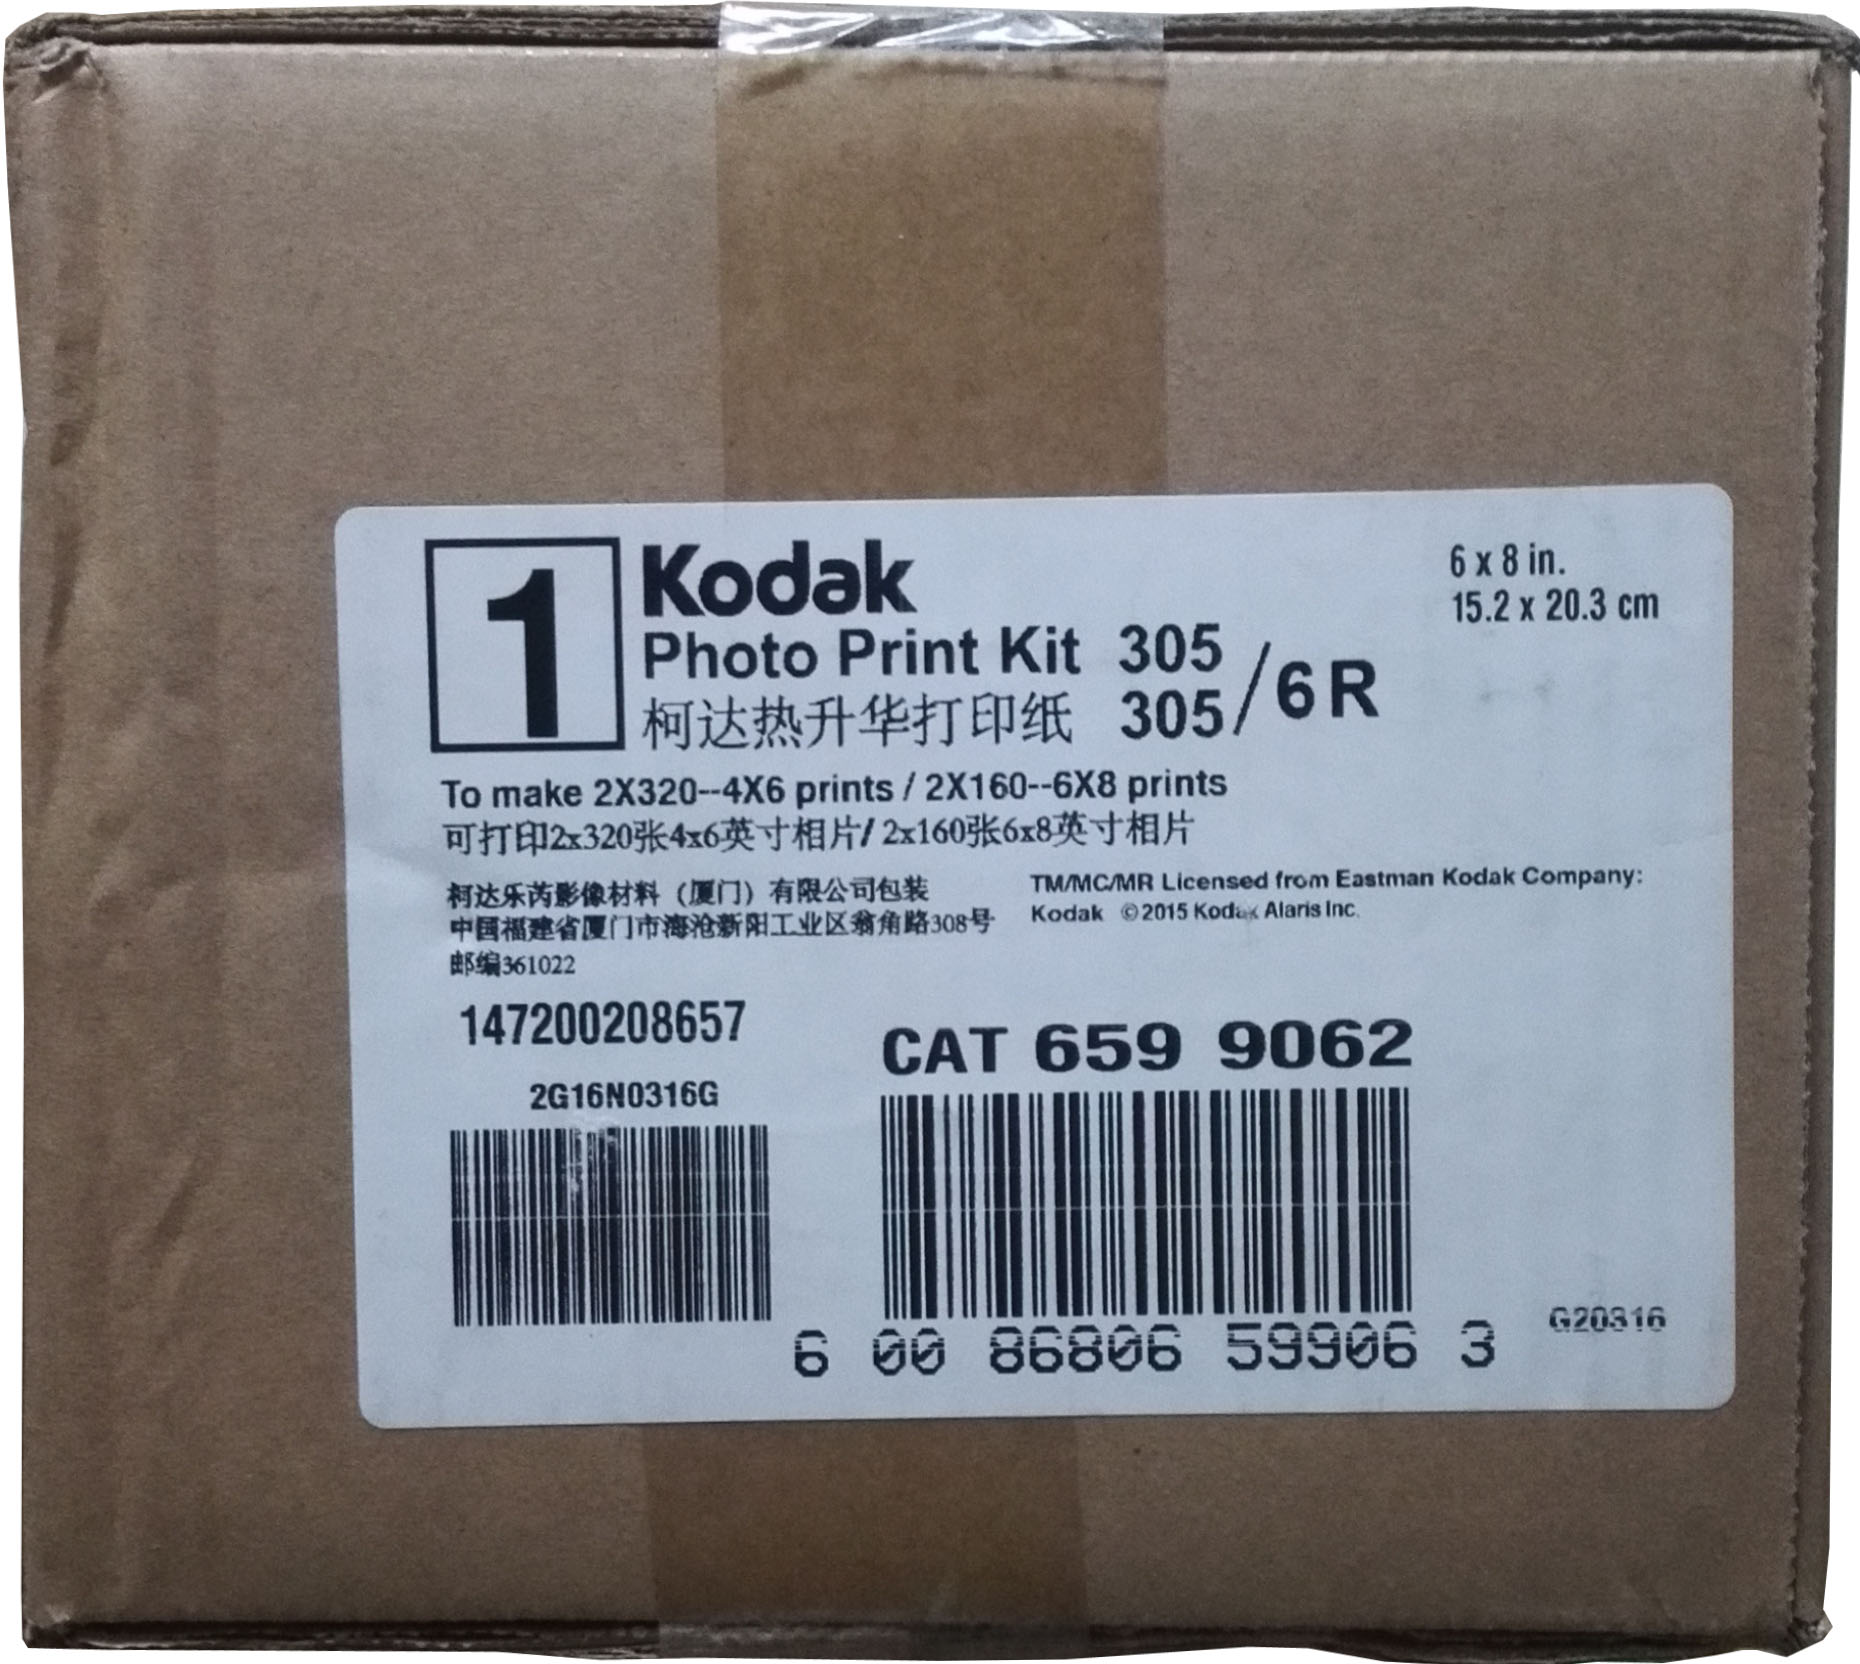 1
Kodak
6 x 8 in.
15.2 x 20.3 cm
Photo Print Kit 305
柯达热升华打印纸 305
/6R
To make 2X320--4X6 prints / 2X160--6X8 prints
可打印2x320张4x6英寸相片/ 2x160张6x8英寸相片
柯达乐芮影像材料（厦门）有限公司包装
中国福建省厦门市海沧新阳工业区翁角路308号
邮编361022
TM/MC/MR Licensed from Eastman Kodak Company:
Kodak ©2015 Kodak Alaris Inc.
147200208657
2G16N0316G
CAT 659 9062
6 00 86806 59906 3
G20316